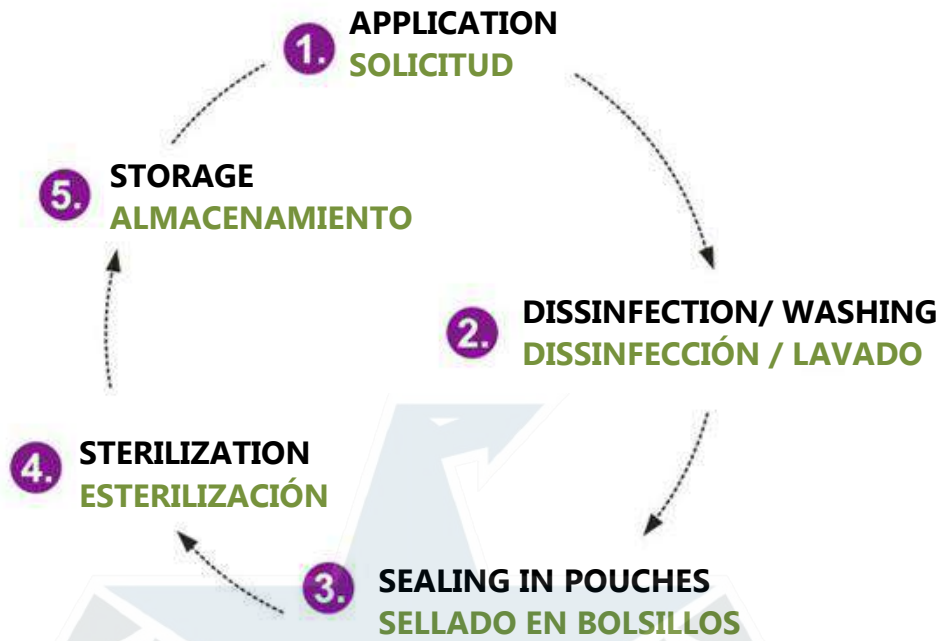 1. APPLICATION
SOLICITUD
2. DISSINFECTION/ WASHING
DISSINFECCIÓN / LAVADO
3. SEALING IN POUCHES
SELLADO EN BOLSILLOS
4. STERILIZATION
ESTERILIZACIÓN
5. STORAGE
ALMACENAMIENTO